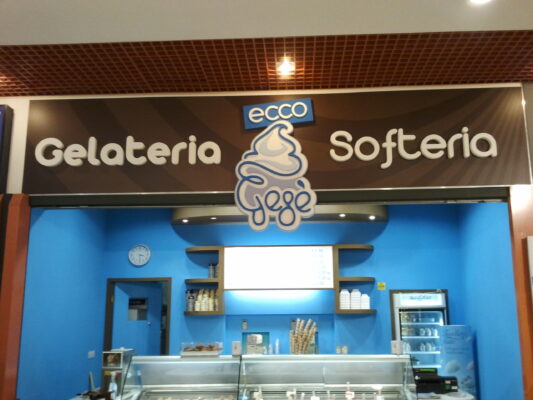 ecco
Gelateria
Softeria
Gegè